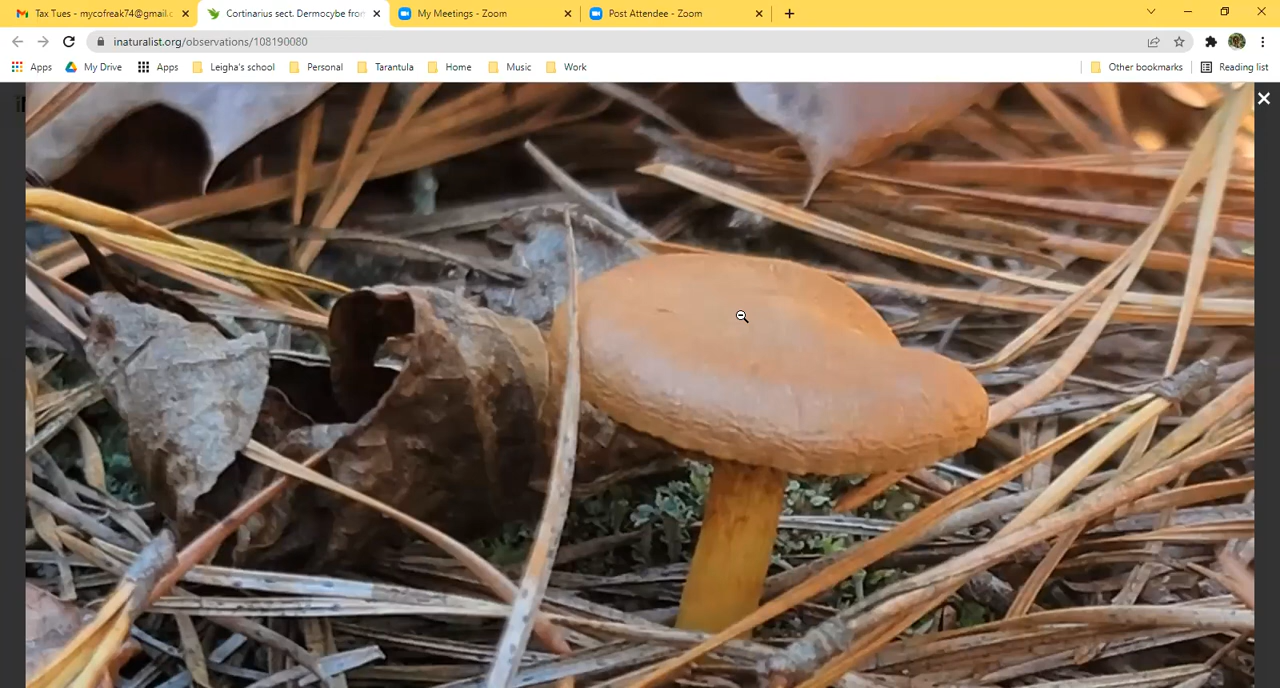 Tax Tues - mycofreak74@gmail.c
Cortinarius sect. Dermocybe fron
My Meetings - Zoom
Post Attendee - Zoom
inaturalist.org/observations/108190080
Apps
My Drive
Apps
Leigha's school
Personal
Tarantula
Home
Music
Work
Other bookmarks
Reading list